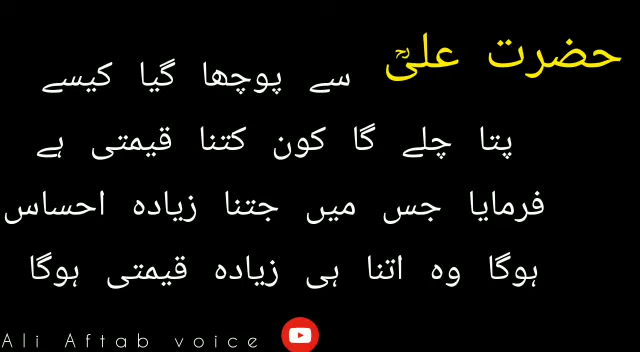 حضرت علیؒ سے پوچھا گیا کیسے
پتا چلے گا کون کتنا قیمتی ہے
فرمایا جس میں جتنا زیادہ احساس
ہوگا وہ اتنا ہی زیادہ قیمتی ہوگا
Ali Aftab voice